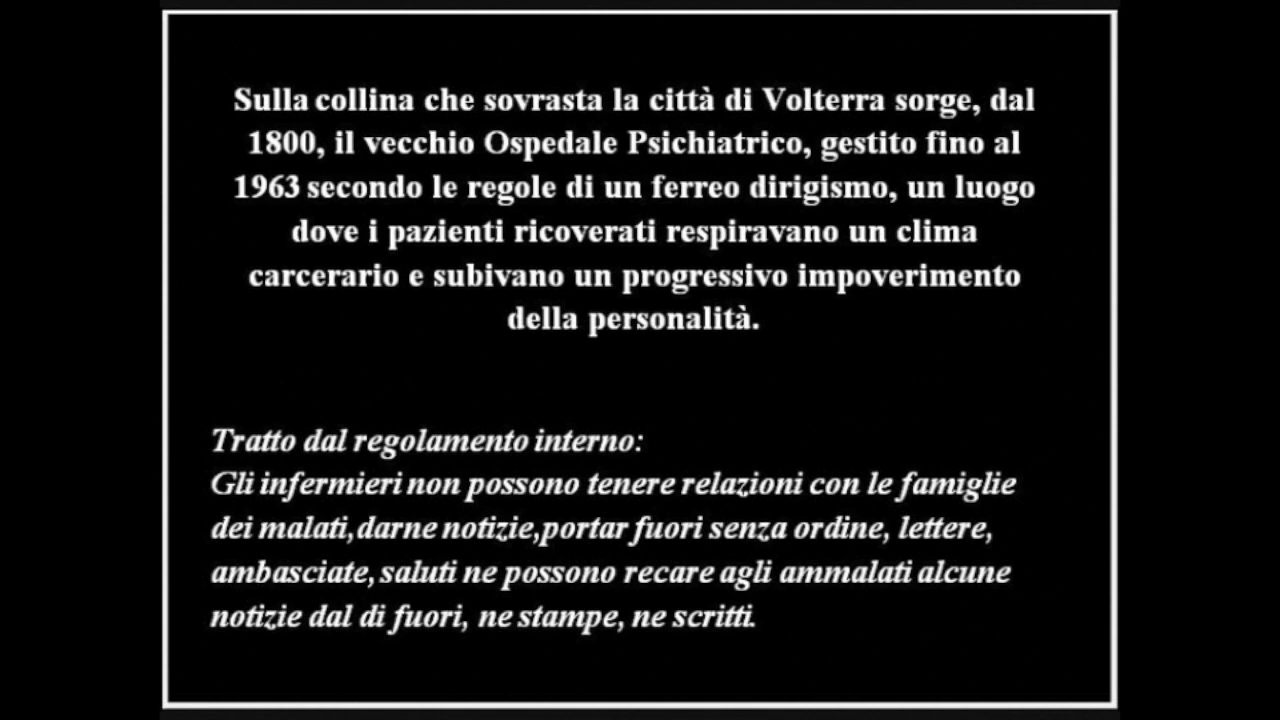 Sulla collina che sovrasta la città di Volterra sorge, dal
1800, il vecchio Ospedale Psichiatrico, gestito fino al
1963 secondo le regole di un ferreo dirigismo, un luogo
dove i pazienti ricoverati respiravano un clima
carcerario e subivano un progressivo impoverimento
della personalità.
Tratto dal regolamento interno:
Gli infermieri non possono tenere relazioni con le famiglie
dei malati,darne notizie,portar fuori senza ordine, lettere,
ambasciate, saluti ne possono recare agli ammalati alcune
notizie dal di fuori, ne stampe, ne scritti.